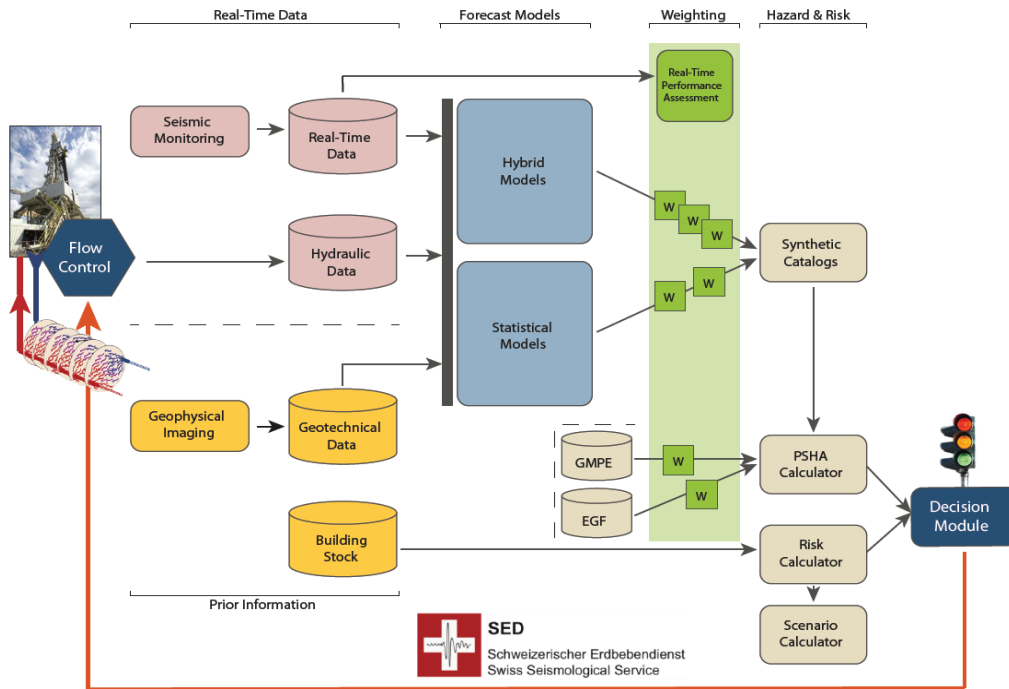 Real-Time Data
Forecast Models
Weighting
Hazard & Risk
Real-Time
Performance
Assessment
Seismic
Monitoring
Real-Time
Data
Hybrid
Models
Flow
Control
Hydraulic
Data
W
W
W
Synthetic
Catalogs
W
W
Statistical
Models
Geophysical
Imaging
Geotechnical
Data
GMPE
W
PSHA
Calculator
EGF
W
Decision
Module
Building
Stock
Risk
Calculator
Prior Information
Scenario
Calculator
SED
Schweizerischer Erdbebendienst
Swiss Seismological Service